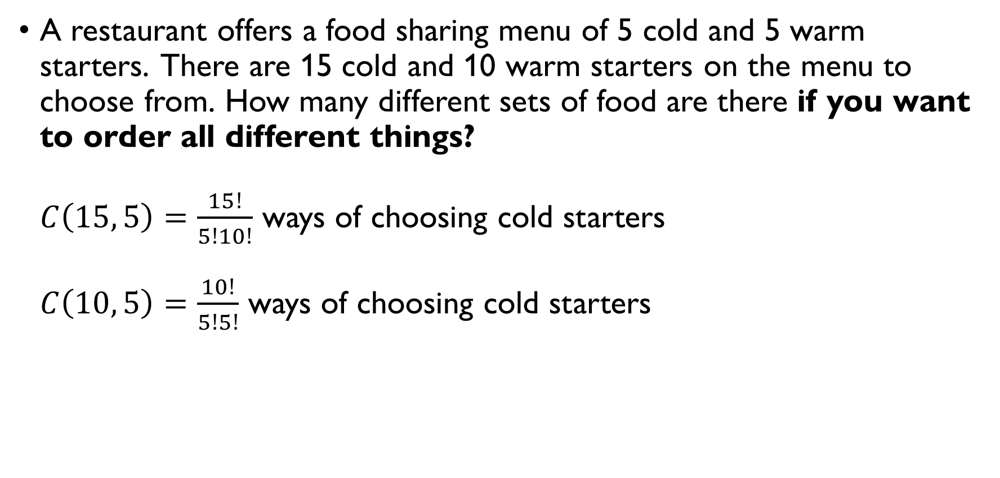 • A restaurant offers a food sharing menu of 5 cold and 5 warm
starters. There are 15 cold and 10 warm starters on the menu to
choose from. How many different sets of food are there if you want
to order all different things?
C(15, 5) = 15!/5!10! ways of choosing cold starters
C(10, 5) = 10!/5!5! ways of choosing cold starters